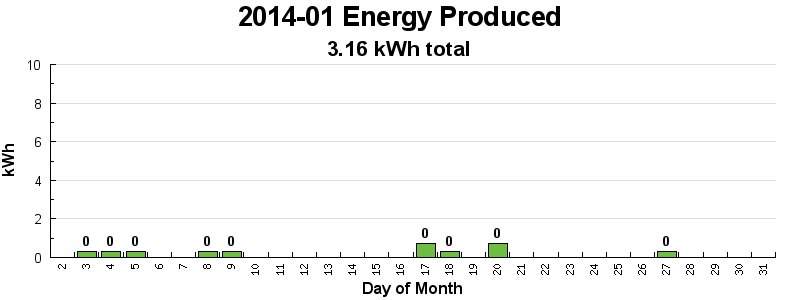 2014-01 Energy Produced
3.16 kWh total
kWh
10
8
6
4
2
0
0 0 0 0 0 0 0 0 0
2 3 4 5 6 7 8 9 10 11 12 13 14 15 16 17 18 19 20 21 22 23 24 25 26 27 28 29 30 31
Day of Month